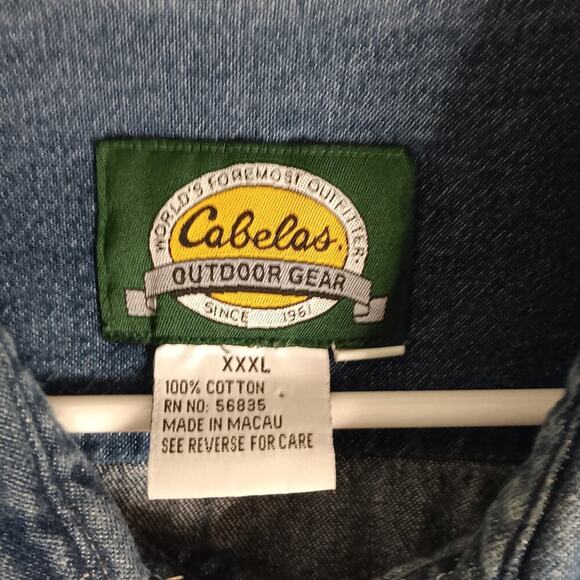 WORLD'S FOREMOST OUTFITTER
Cabelas.
OUTDOOR GEAR
SINCE 1961
XXXL
100% COTTON
RN NO: 56835
MADE IN MACAU
SEE REVERSE FOR CARE